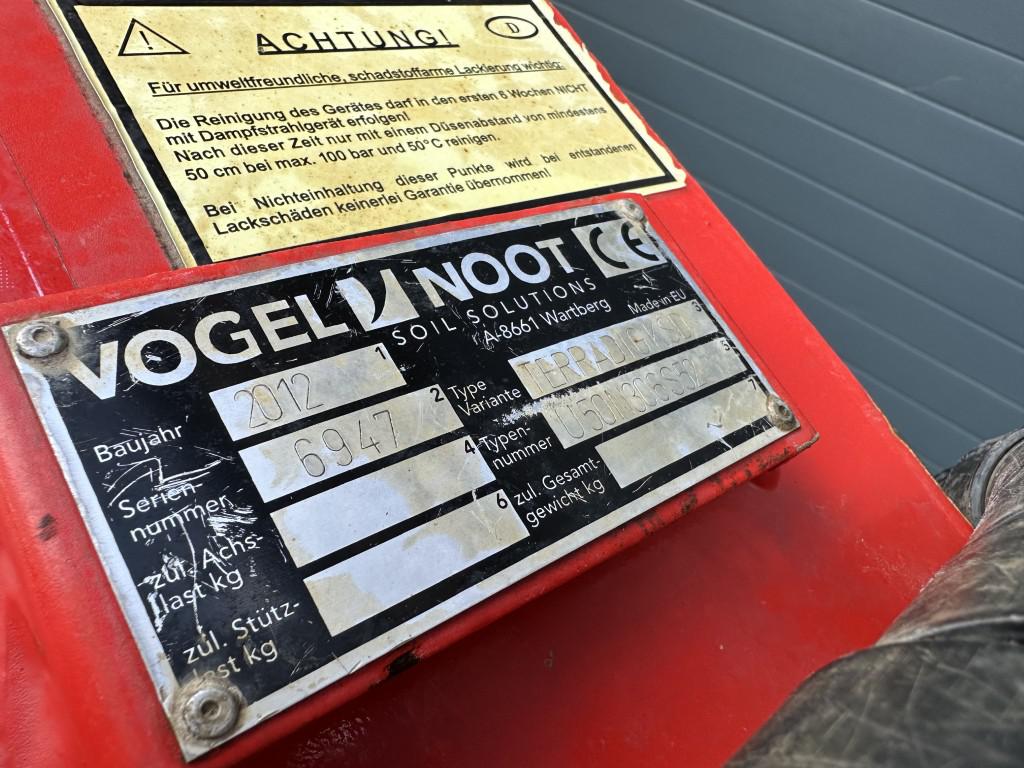 ACHTUNG!
D
Für umweltfreundliche, schadstoffarme Lackierung wichtig:
Die Reinigung des Gerätes darf in den ersten 6 Wochen NICHT
mit Dampfstrahlgerät erfolgen!
Nach dieser Zeit nur mit einem Düsenabstand von mindestens
50 cm bei max. 100 bar und 50°C reinigen.
Bei Nichteinhaltung dieser Punkte wird bei entstandenen
Lackschäden keinerlei Garantie übernommen!
VOGEL NOOT CE
SOIL SOLUTIONS
A-8661 Wartberg Made in EU
Baujahr 2012 1
Serien-
nummer 6947 2
Type
Variante 3
zul. Achs-
last kg 4
Typen-
nummer 5
zul. Stütz-
last kg 6
zul. Gesamt-
gewicht kg 7